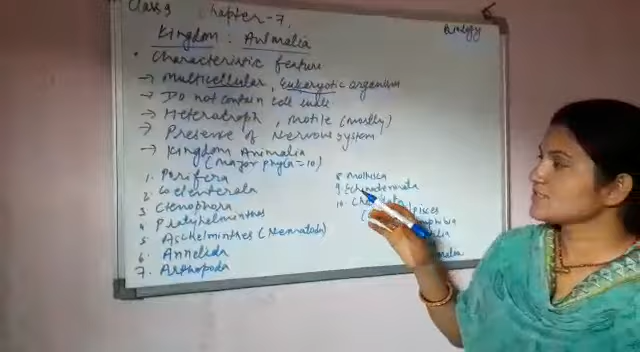 Class 9 Chapter-7,
Biology
Kingdom : Animalia
• Characteristic feature
→ Multicellular, Eukaryotic organism
→ Do not contain cell wall
→ Heterotroph, Motile (mostly)
→ Presence of Nervous system
→ Kingdom Animalia
(major phyla = 10)
1. Porifera
2 Coelenterata
3 Ctenophora
4 Platyhelminthes
5 Aschelminthes (Nematoda)
6 Annelida
7. Arthopoda
8 Mollusca
9 Echinodermata
10 Chordata
Pisces